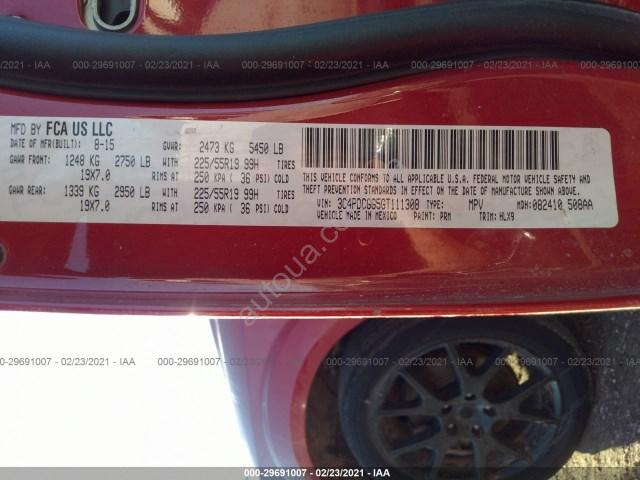 000-29691007 - 02/23/2021 - IAA
MFD BY FCA US LLC
DATE OF MFR(BUILT): 8-15 GVWR: 2473 KG 5450 LB
GAWR FRONT: 1248 KG 2750 LB WITH 225/55R19 99H TIRES
19X7.0 RIMS AT 250 KPA ( 36 PSI) COLD
GAWR REAR: 1339 KG 2950 LB WITH 225/55R19 99H TIRES
19X7.0 RIMS AT 250 KPA ( 36 PSI) COLD
THIS VEHICLE CONFORMS TO ALL APPLICABLE U.S.A. FEDERAL MOTOR VEHICLE SAFETY AND
THEFT PREVENTION STANDARDS IN EFFECT ON THE DATE OF MANUFACTURE SHOWN ABOVE.
VIN: 3C4PDCGG5GT111308 TYPE: MPV MDH: 082410 508AA
VEHICLE MADE IN MEXICO PAINT: PRM TRIM: HLX9
autoua.com
000-29691007 - 02/23/2021 - IAA
000-29691007 - 02/23/2021 - IAA